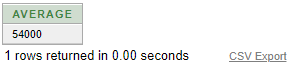 AVERAGE
54000
1 rows returned in 0.00 seconds CSV Export